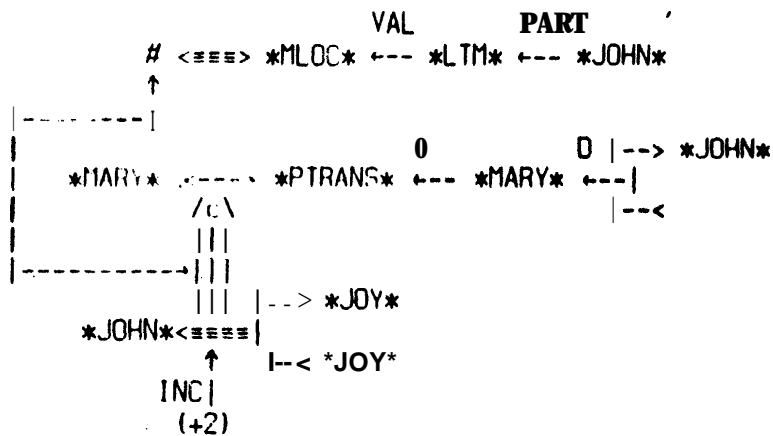 VAL PART
# <≡≡≡> *MLOC* <--- *LTM* <--- *JOHN*
0 D |--> *JOHN*
*MARY* <----> *PTRANS* <--- *MARY* <---|
/c\ |--<
|||
|||
||| |--> *JOY*
*JOHN*<≡≡≡≡|
↑ I--< *JOY*
INC|
(+2)